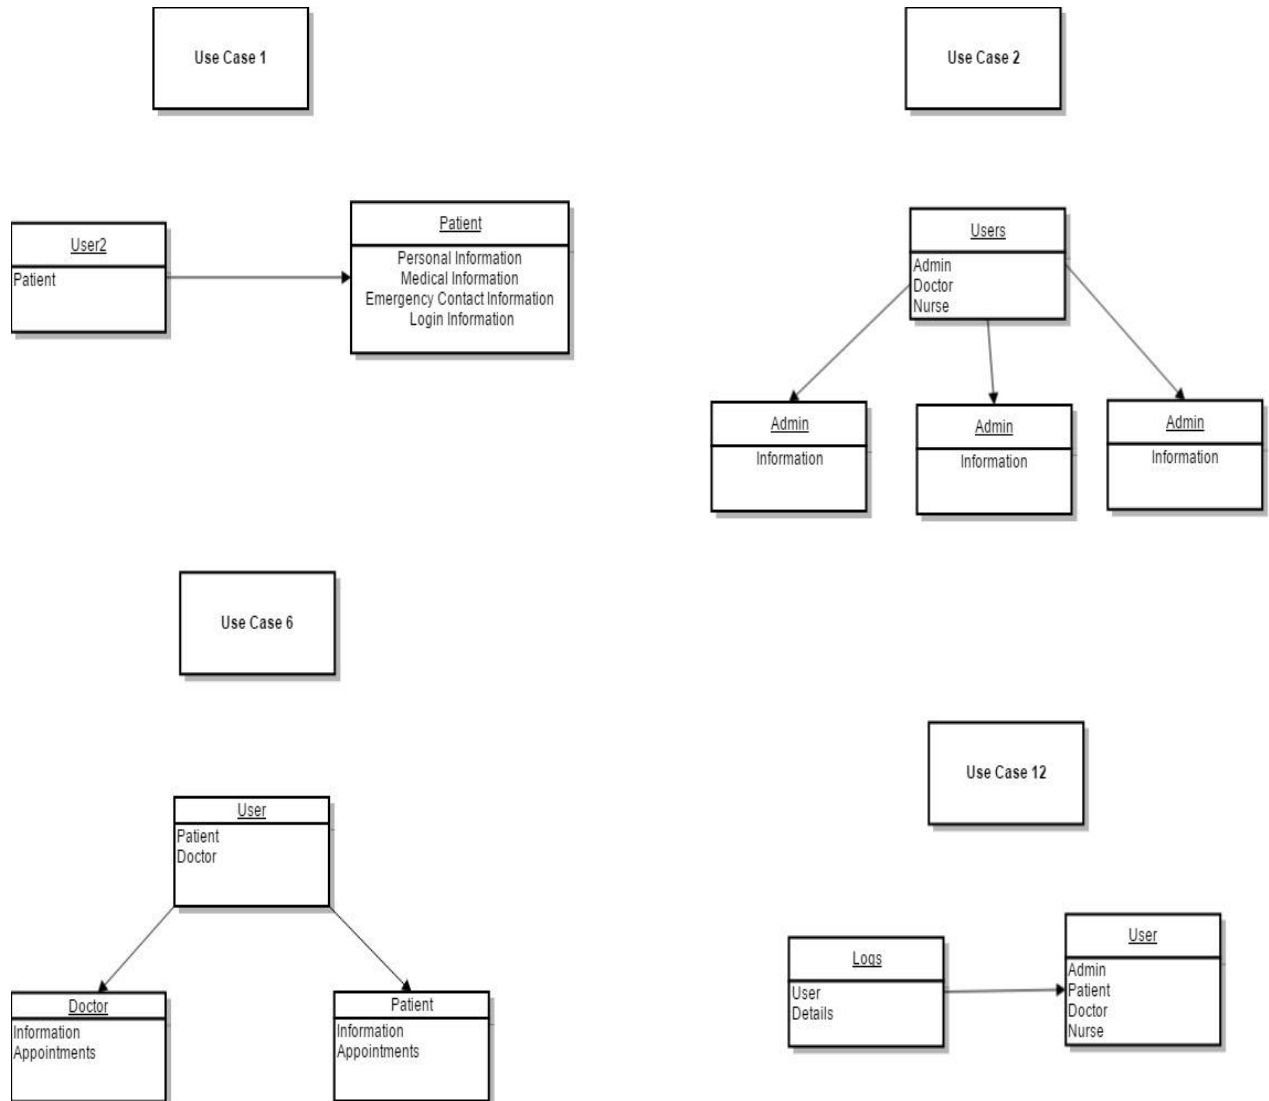 Use Case 1
User2
Patient
Patient
Personal Information
Medical Information
Emergency Contact Information
Login Information
Use Case 2
Users
Admin
Doctor
Nurse
Admin
Information
Admin
Information
Admin
Information
Use Case 6
User
Patient
Doctor
Doctor
Information
Appointments
Patient
Information
Appointments
Use Case 12
Logs
User
Details
User
Admin
Patient
Doctor
Nurse